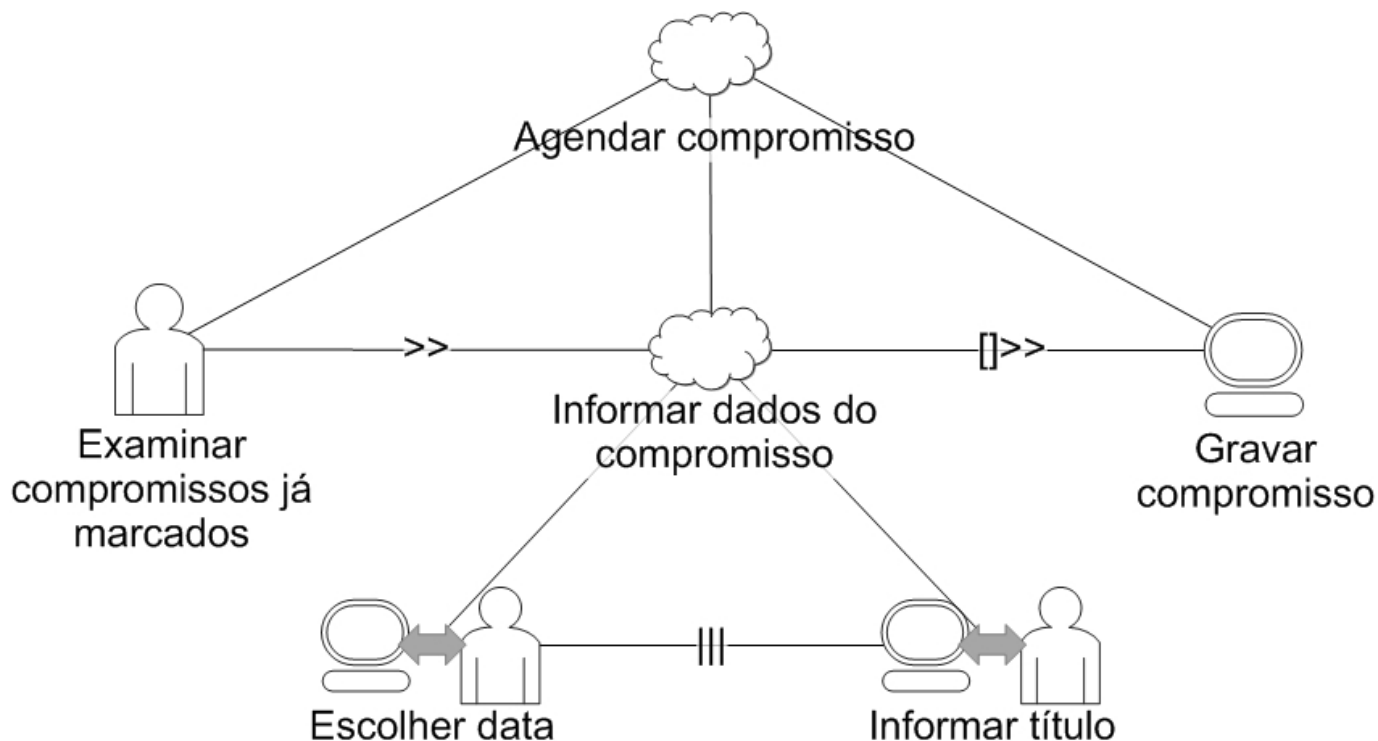 Agendar compromisso
>>
[]>>
Examinar
compromissos já
marcados
Informar dados do
compromisso
Gravar
compromisso
|||
Escolher data
Informar título